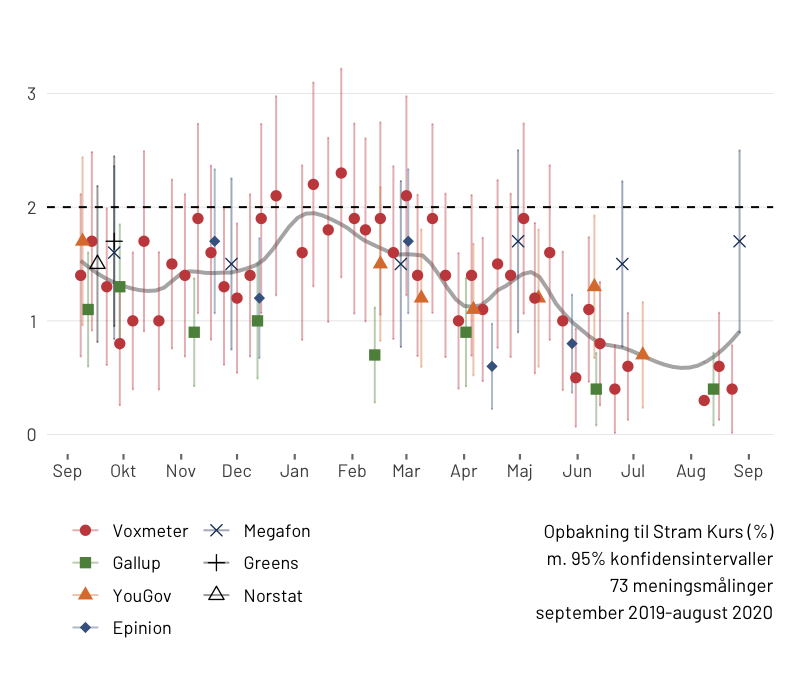 3
2
1
0
Sep Okt Nov Dec Jan Feb Mar Apr Maj Jun Jul Aug Sep
Voxmeter
Gallup
YouGov
Epinion
Megafon
Greens
Norstat
Opbakning til Stram Kurs (%)
m. 95% konfidensintervaller
73 meningsmålinger
september 2019-august 2020